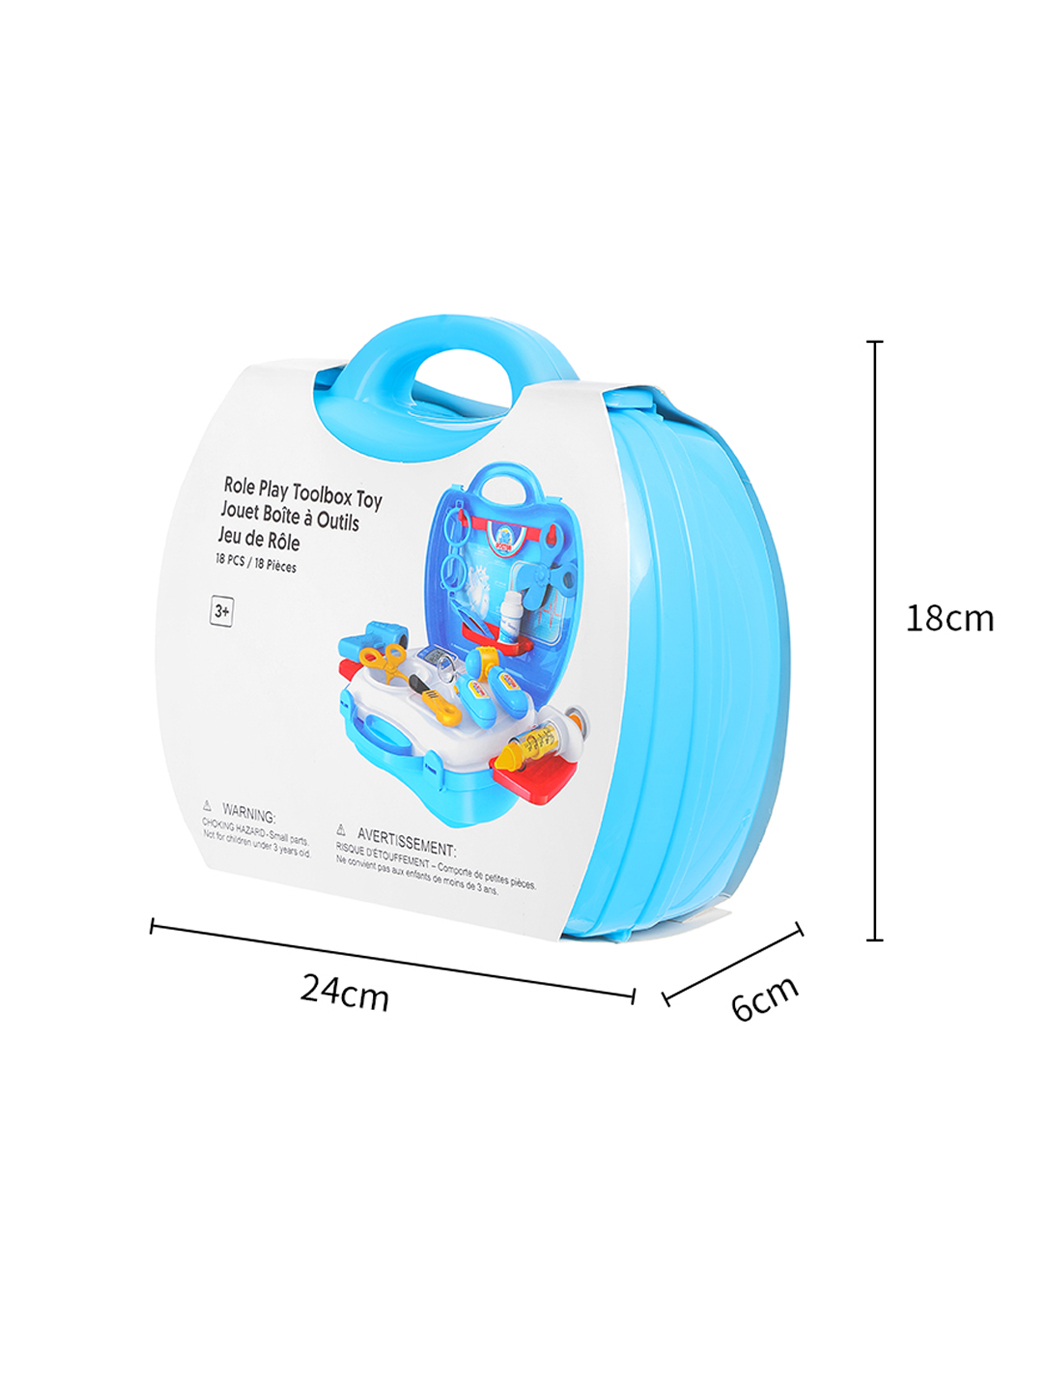 Role Play Toolbox Toy
Jouet Boîte à Outils
Jeu de Rôle
18 PCS / 18 Pièces
3+
WARNING:
CHOKING HAZARD-Small parts.
Not for children under 3 years old.
AVERTISSEMENT:
RISQUE D'ÉTOUFFEMENT – Comporte de petites pièces.
Ne convient pas aux enfants de moins de 3 ans.
18cm
24cm
6cm